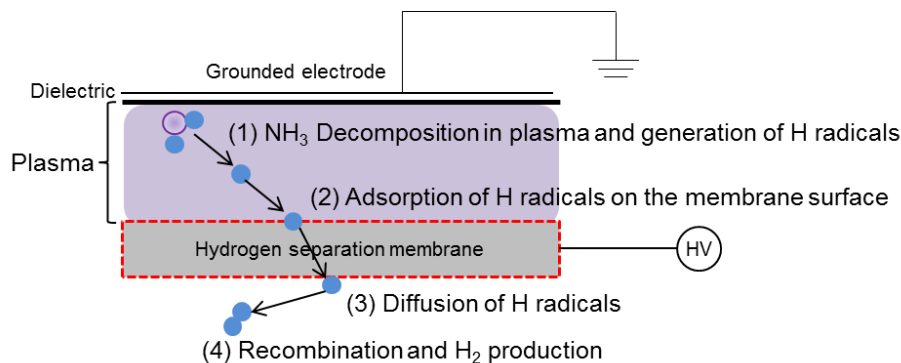 Grounded electrode
Dielectric
(1) NH₃ Decomposition in plasma and generation of H radicals
Plasma
(2) Adsorption of H radicals on the membrane surface
Hydrogen separation membrane
HV
(3) Diffusion of H radicals
(4) Recombination and H₂ production